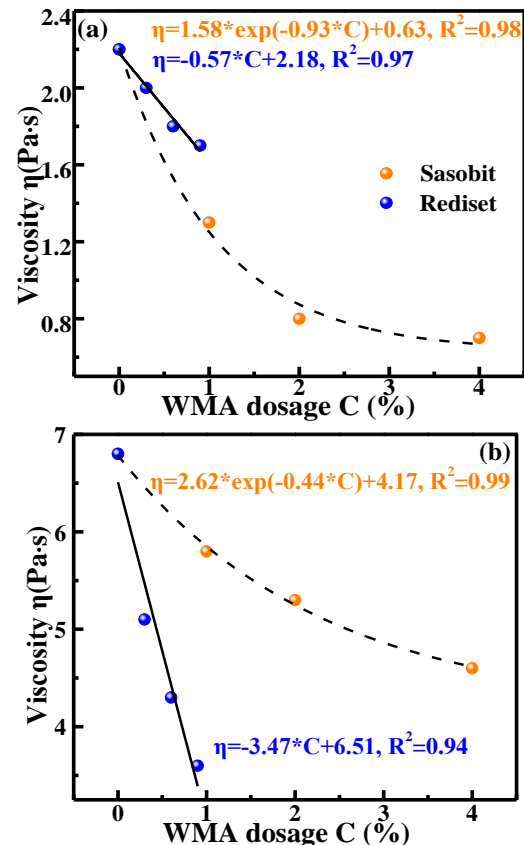 (a)
η=1.58*exp(-0.93*C)+0.63, R²=0.98
η=-0.57*C+2.18, R²=0.97
Viscosity η(Pa·s)
2.4
2.0
1.6
1.2
0.8
Sasobit
Rediset
0 1 2 3 4
WMA dosage C (%)
(b)
η=2.62*exp(-0.44*C)+4.17, R²=0.99
Viscosity η(Pa·s)
7
6
5
4
η=-3.47*C+6.51, R²=0.94
0 1 2 3 4
WMA dosage C (%)